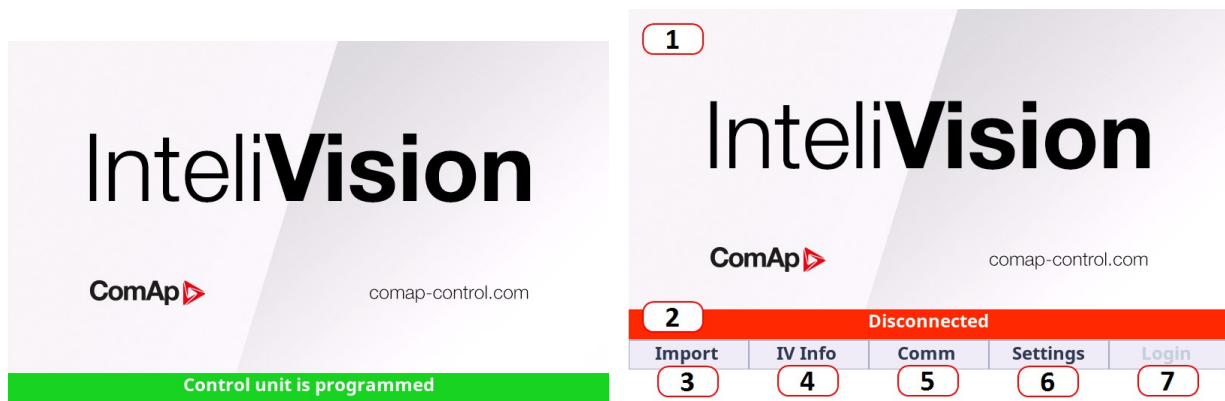 InteliVision
ComAp
comap-control.com
Control unit is programmed
1
InteliVision
ComAp
comap-control.com
2
Disconnected
Import IV Info Comm Settings Login
3 4 5 6 7